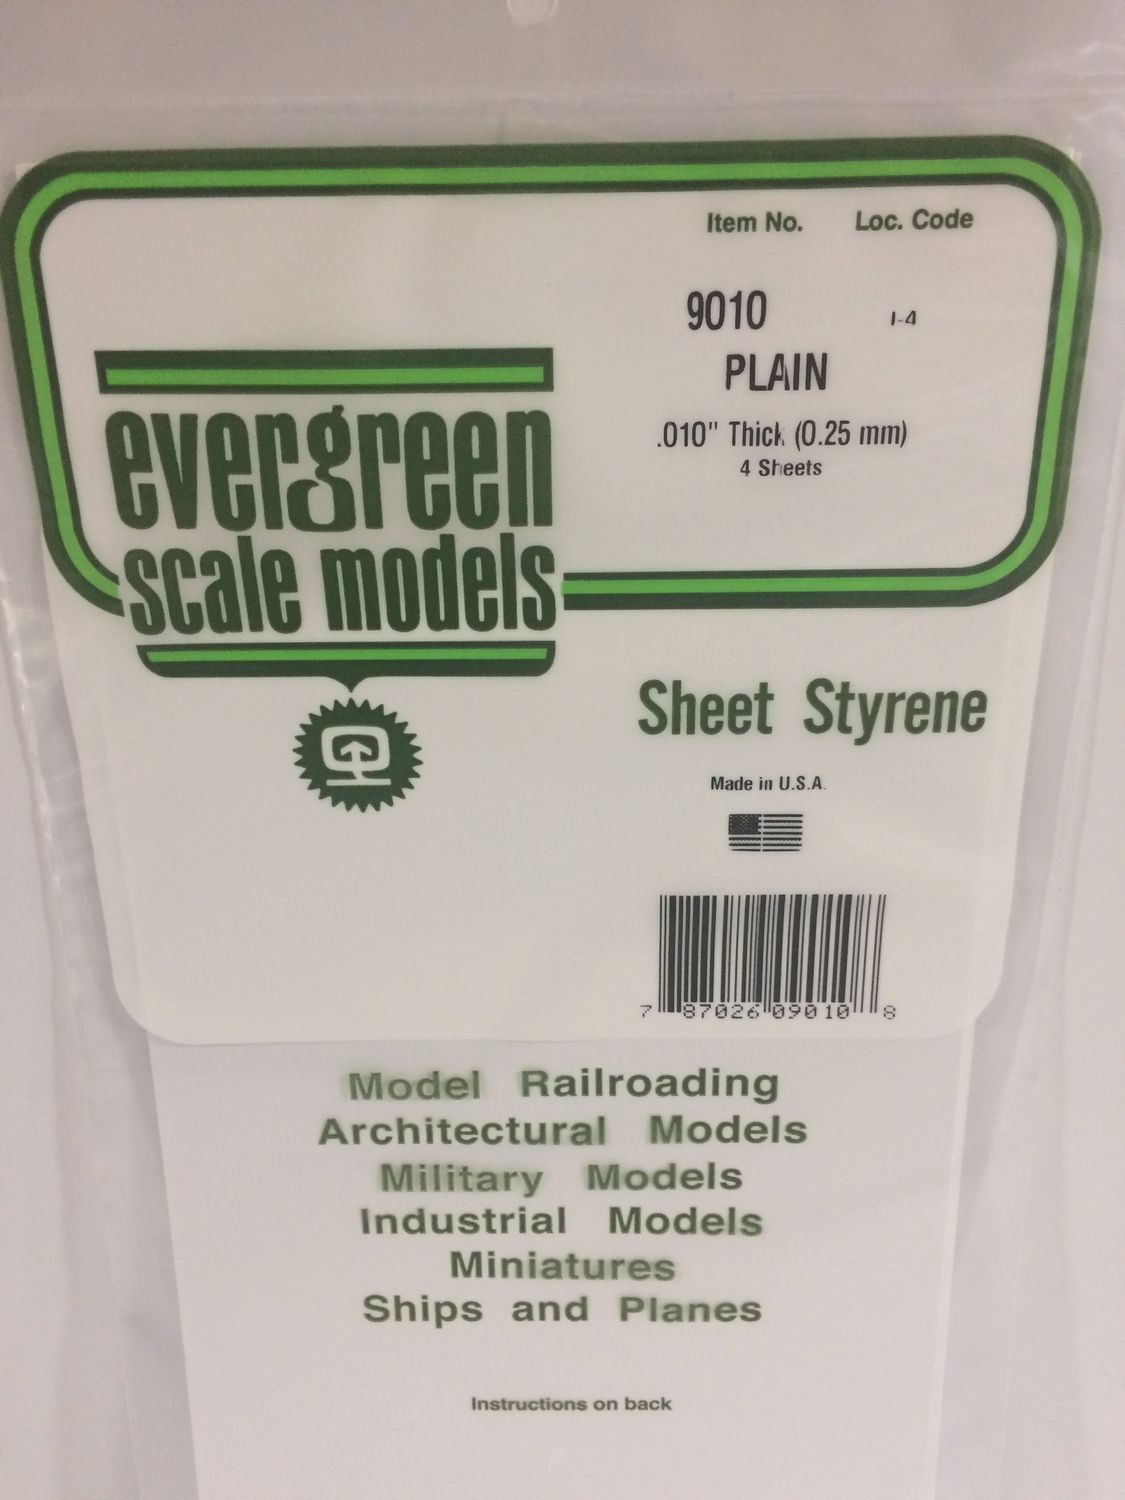 Item No. Loc. Code
9010 I-4
PLAIN
.010" Thick (0.25 mm)
4 Sheets
evergreen
scale models
Sheet Styrene
Made in U.S.A.
7 87026 09010 8
Model Railroading
Architectural Models
Military Models
Industrial Models
Miniatures
Ships and Planes
Instructions on back